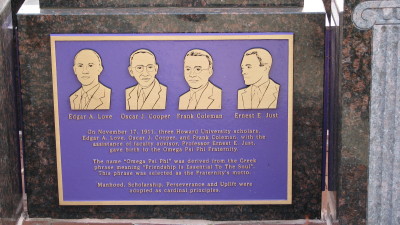 Edgar A. Love Oscar J. Cooper Frank Coleman Ernest E. Just
On November 17, 1911, three Howard University scholars,
Edgar A. Love, Oscar J. Cooper, and Frank Coleman, with the
assistance of faculty advisor, Professor Ernest E. Just,
gave birth to the Omega Psi Phi Fraternity.
The name "Omega Psi Phi" was derived from the Greek
phrase meaning "Friendship is Essential To The Soul".
This phrase was selected as the Fraternity's motto.
Manhood, Scholarship, Perseverance and Uplift were
adopted as cardinal principles.